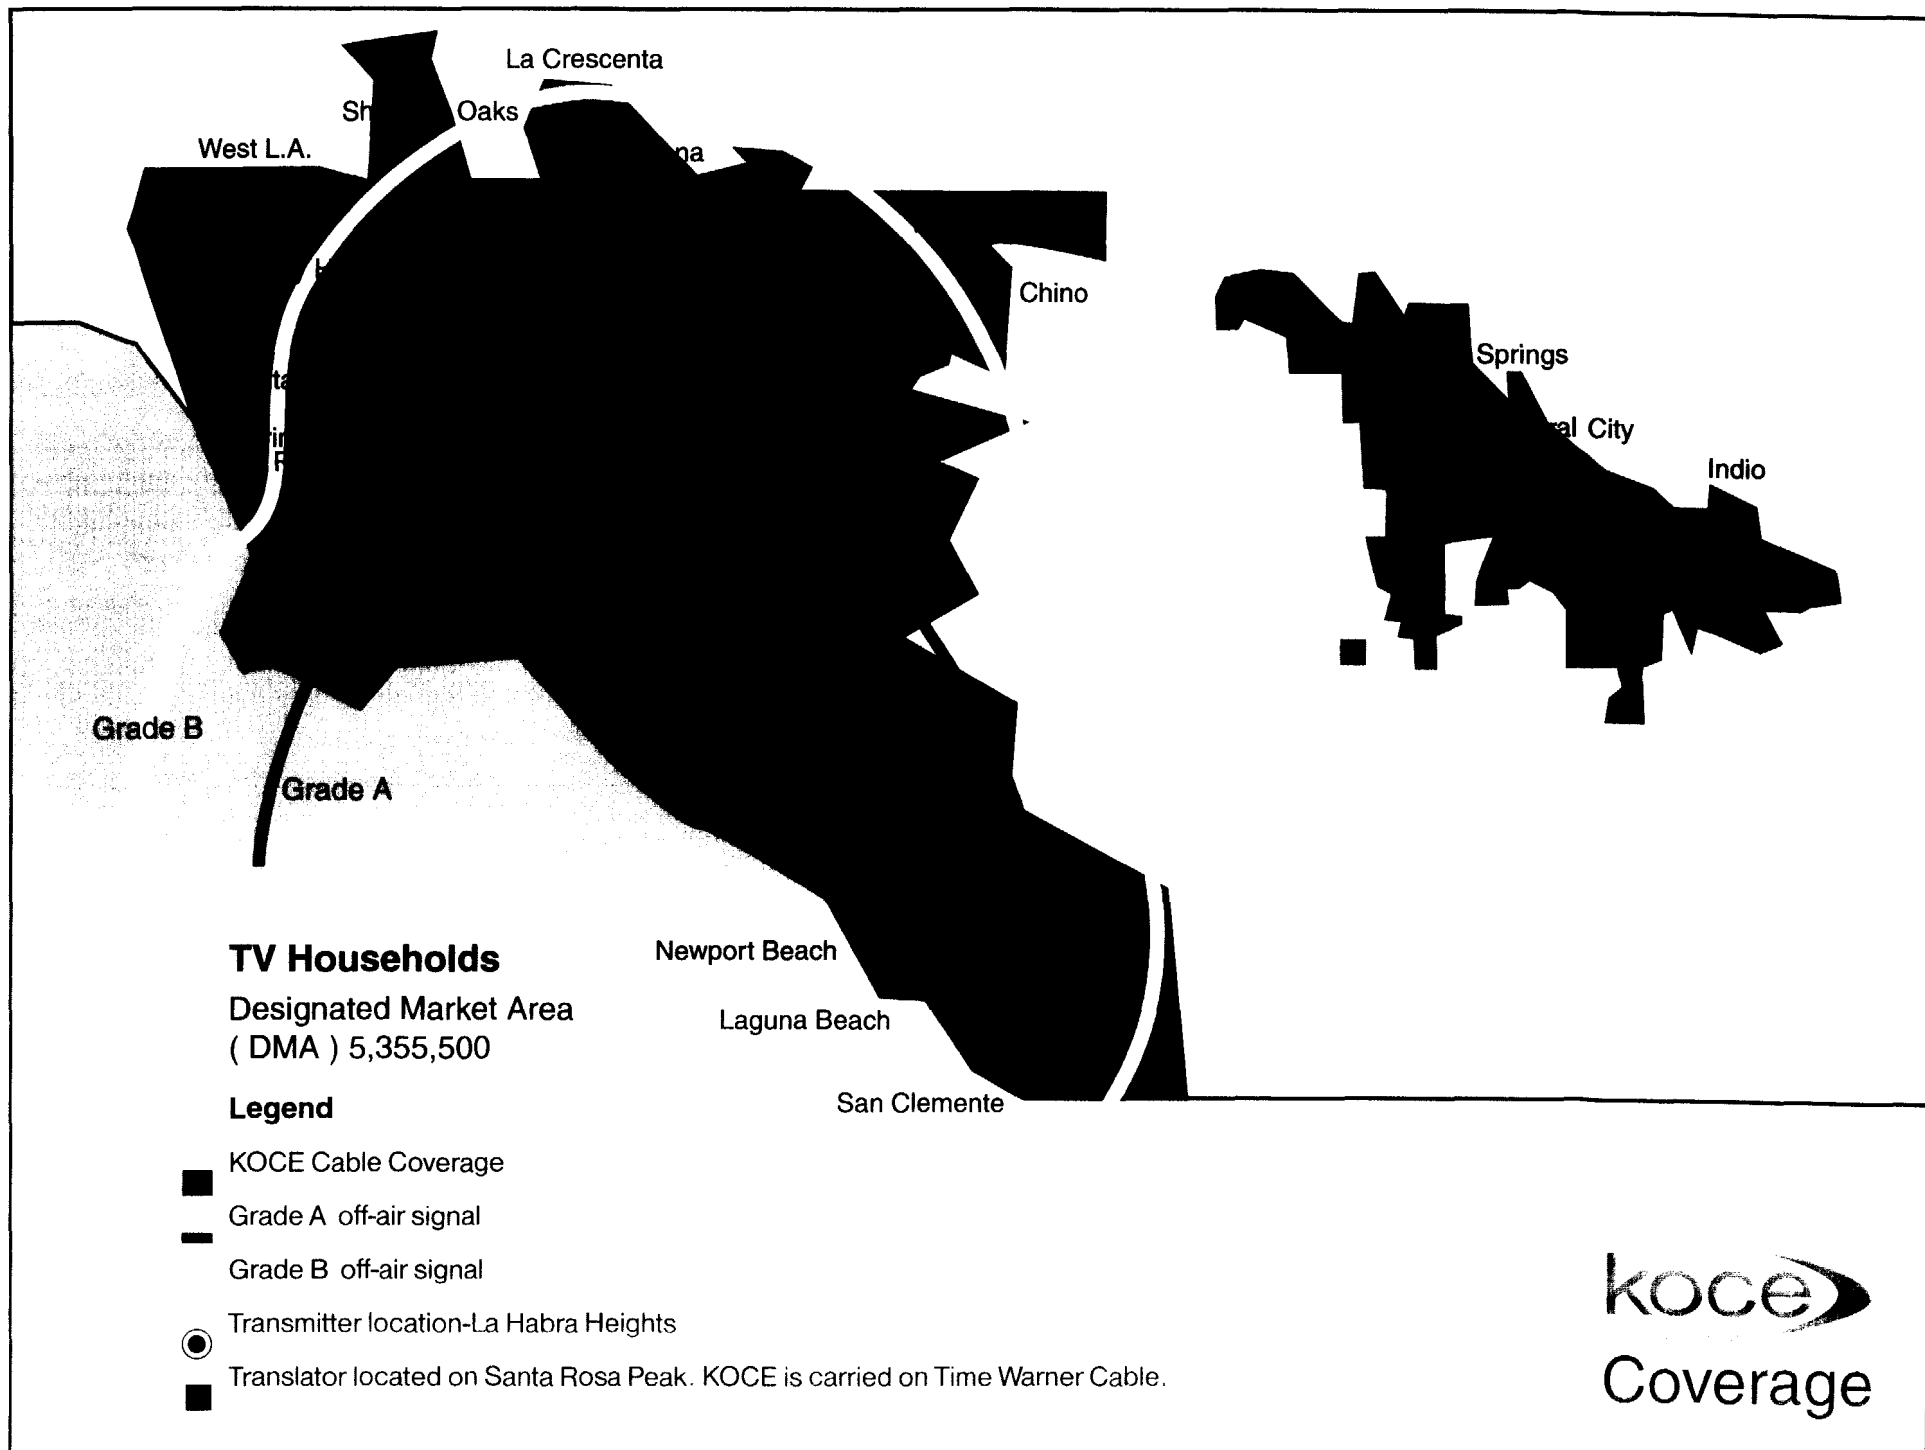 La Crescenta
Oaks
West L.A.
Chino
Springs
City
Indio
Grade B
Grade A
TV Households
Designated Market Area
( DMA ) 5,355,500
Newport Beach
Laguna Beach
San Clemente
Legend
KOCE Cable Coverage
Grade A off-air signal
Grade B off-air signal
Transmitter location-La Habra Heights
Translator located on Santa Rosa Peak. KOCE is carried on Time Warner Cable.
koce
Coverage